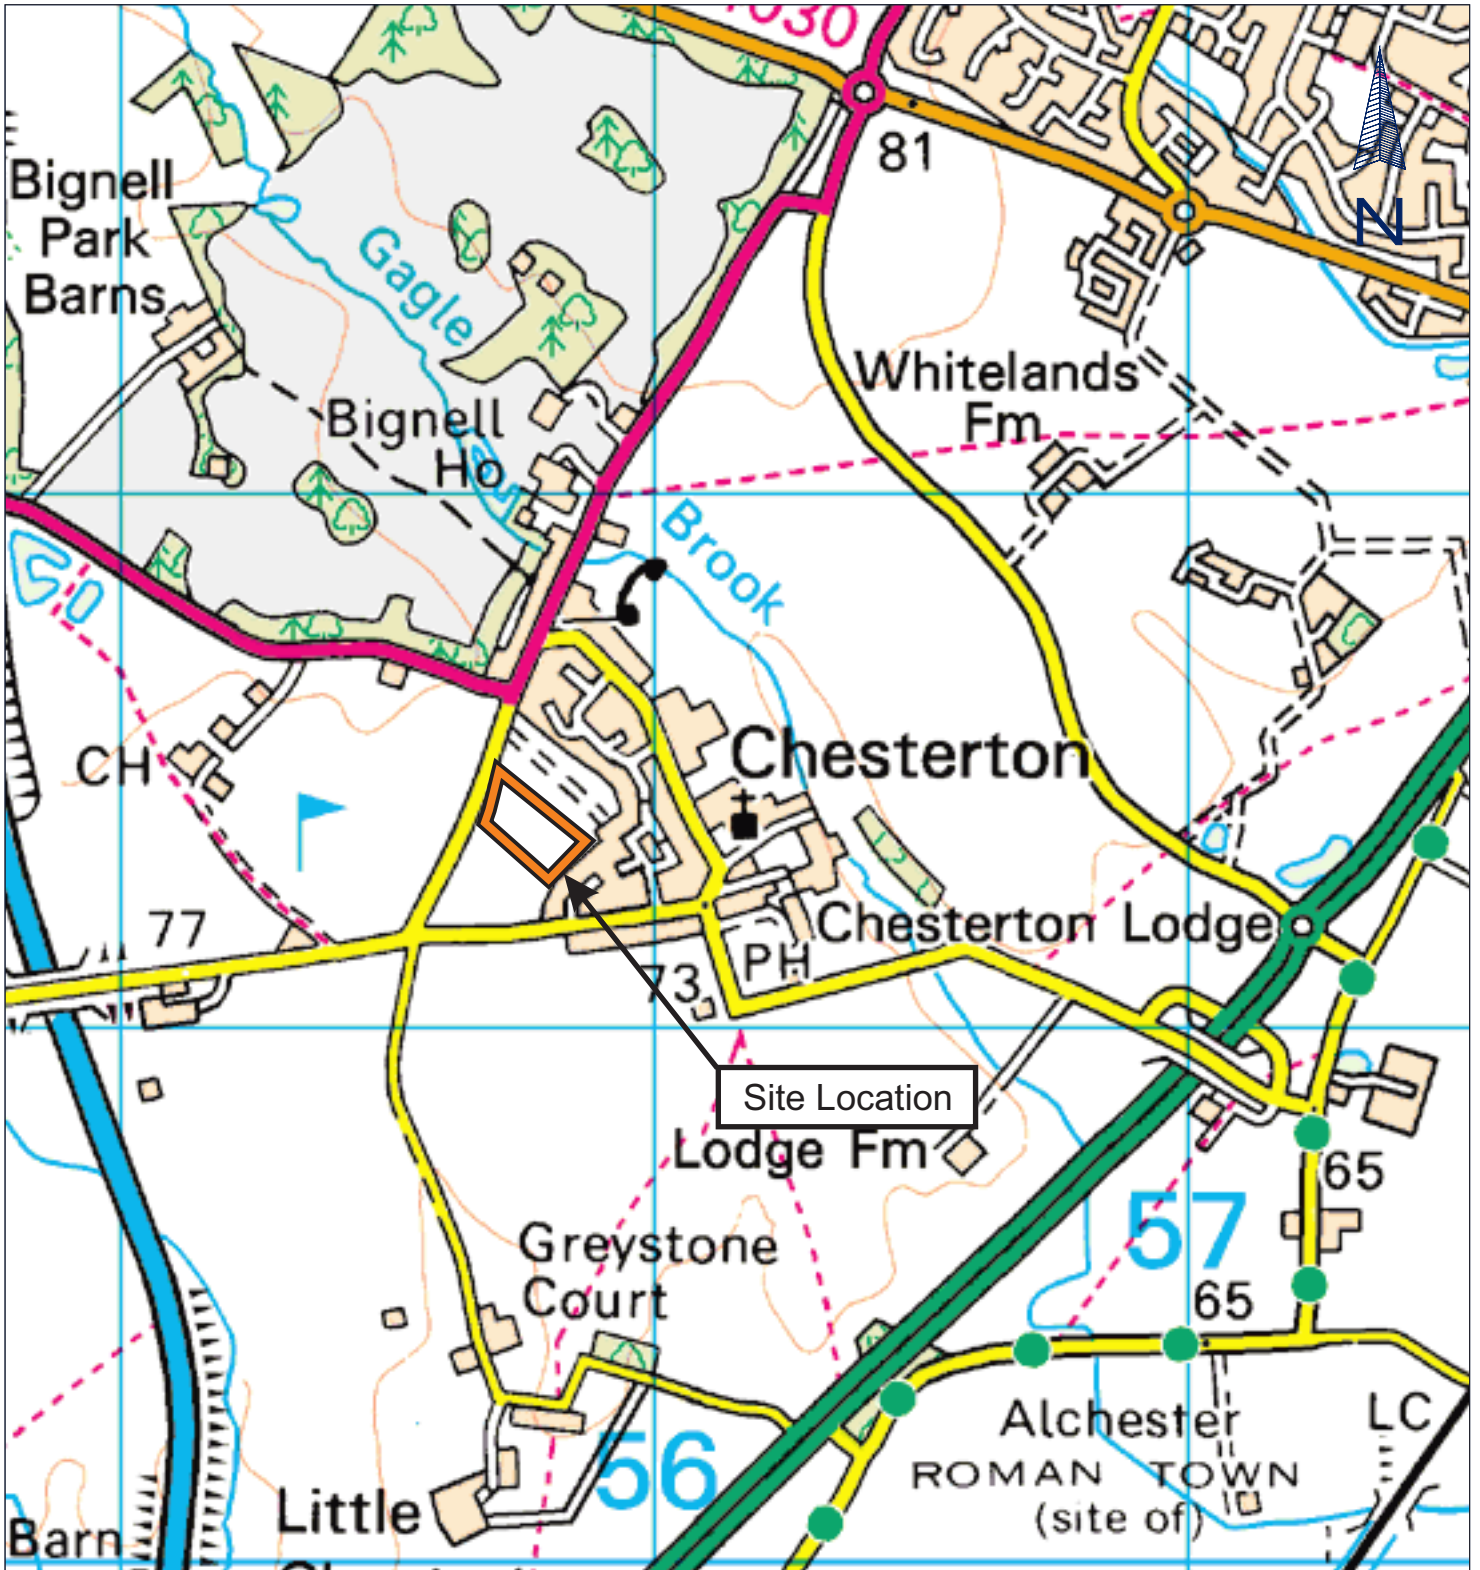 81
N
Bignell
Park
Barns
Gagle
Whitelands
Fm
Bignell
Ho
Brook
Chesterton
CH
77
Chesterton Lodge
PH
73
Site Location
Lodge Fm
65
57
Greystone
Court
65
Alchester
LC
56
ROMAN TOWN
(site of)
Little
Barn